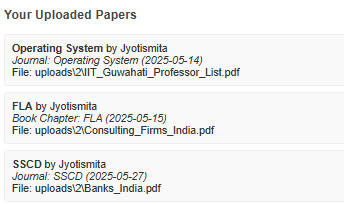 Your Uploaded Papers
Operating System by Jyotismita
Journal: Operating System (2025-05-14)
File: uploads\2\IIT_Guwahati_Professor_List.pdf
FLA by Jyotismita
Book Chapter: FLA (2025-05-15)
File: uploads\2\Consulting_Firms_India.pdf
SSCD by Jyotismita
Journal: SSCD (2025-05-27)
File: uploads\2\Banks_India.pdf